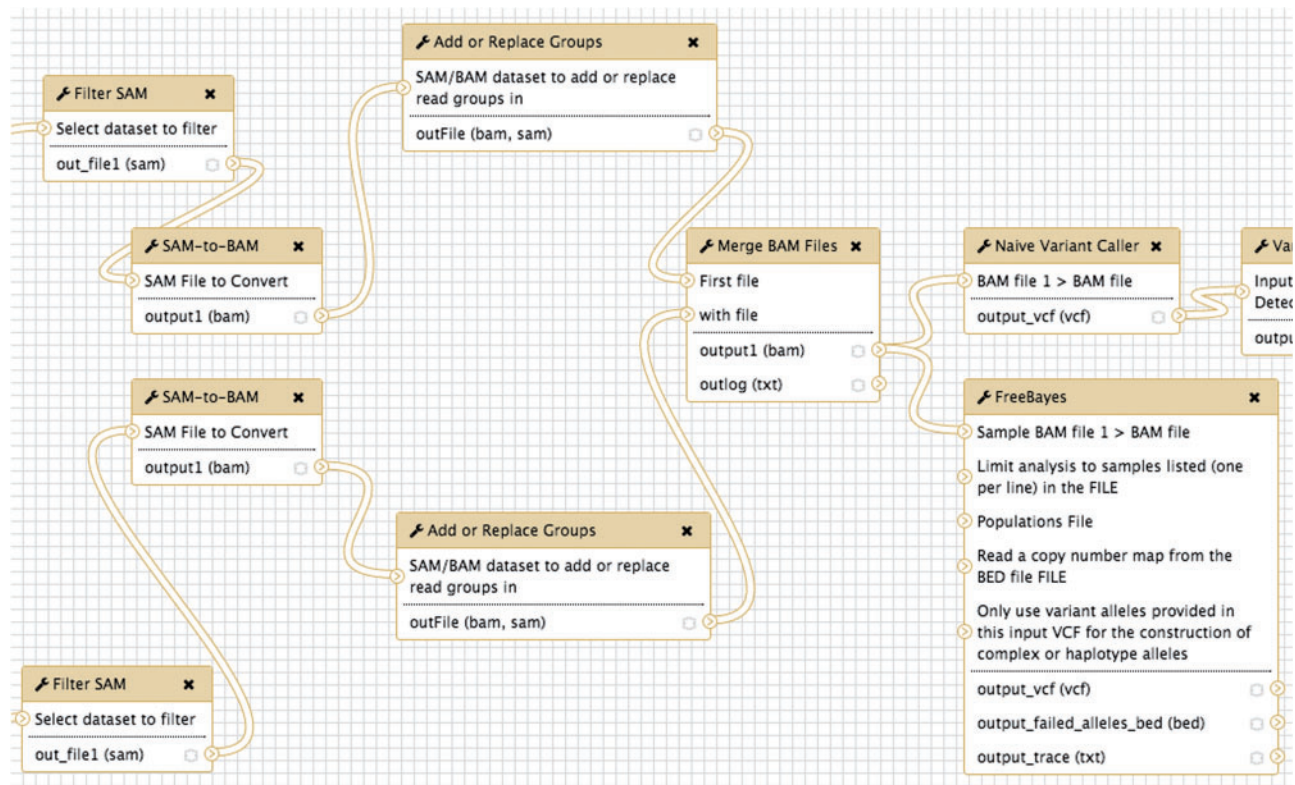 Add or Replace Groups
SAM/BAM dataset to add or replace
read groups in
outFile (bam, sam)
Filter SAM
Select dataset to filter
out_file1 (sam)
SAM-to-BAM
SAM File to Convert
output1 (bam)
Merge BAM Files
First file
with file
output1 (bam)
outlog (txt)
Naive Variant Caller
BAM file 1 > BAM file
output_vcf (vcf)
Va
Input
Detec
outpu
SAM-to-BAM
SAM File to Convert
output1 (bam)
FreeBayes
Sample BAM file 1 > BAM file
Limit analysis to samples listed (one
per line) in the FILE
Populations File
Read a copy number map from the
BED file FILE
Only use variant alleles provided in
this input VCF for the construction of
complex or haplotype alleles
output_vcf (vcf)
output_failed_alleles_bed (bed)
output_trace (txt)
Add or Replace Groups
SAM/BAM dataset to add or replace
read groups in
outFile (bam, sam)
Filter SAM
Select dataset to filter
out_file1 (sam)